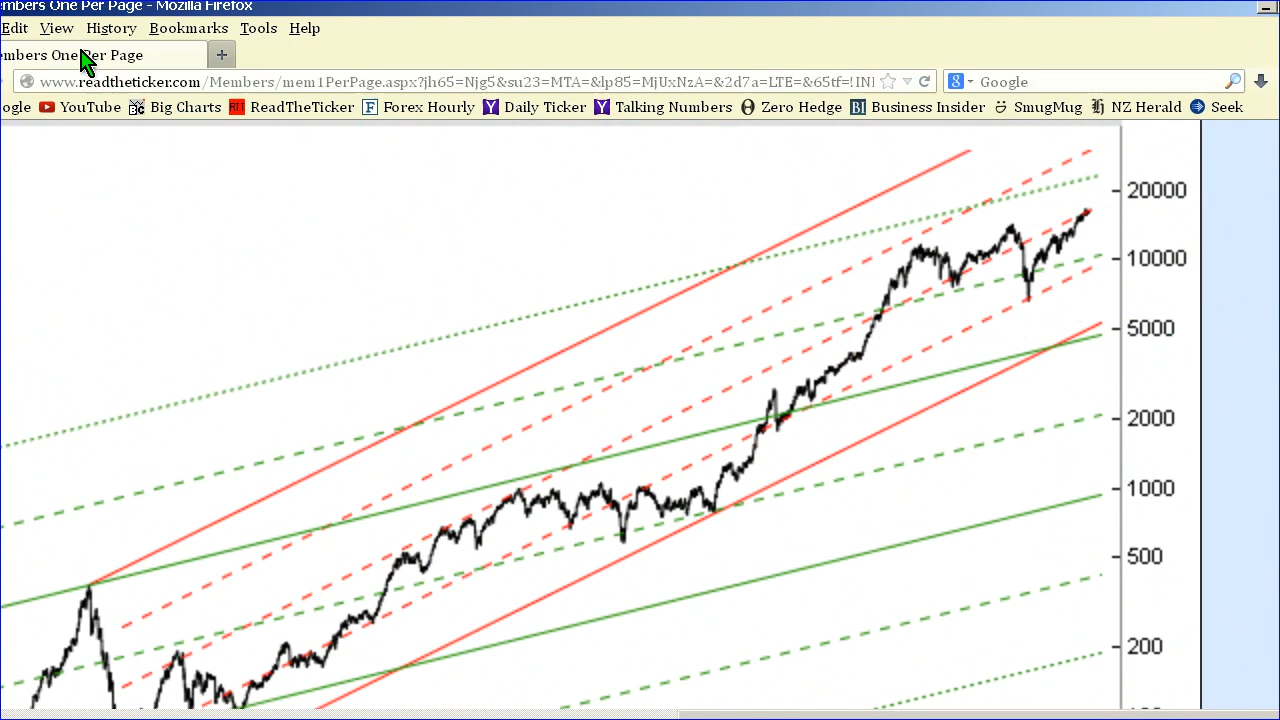 mbers One Per Page - Mozilla Firefox
Edit View History Bookmarks Tools Help
mbers One Per Page +
www.readtheticker.com/Members/mem1PerPage.aspx?jh65=Njg5&su23=MTA=&lp85=MjUxNzA=&2d7a=LTE=&65tf=!INI Google
ogle YouTube Big Charts ReadTheTicker Forex Hourly Daily Ticker Talking Numbers Zero Hedge Business Insider SmugMug NZ Herald Seek
20000
10000
5000
2000
1000
500
200